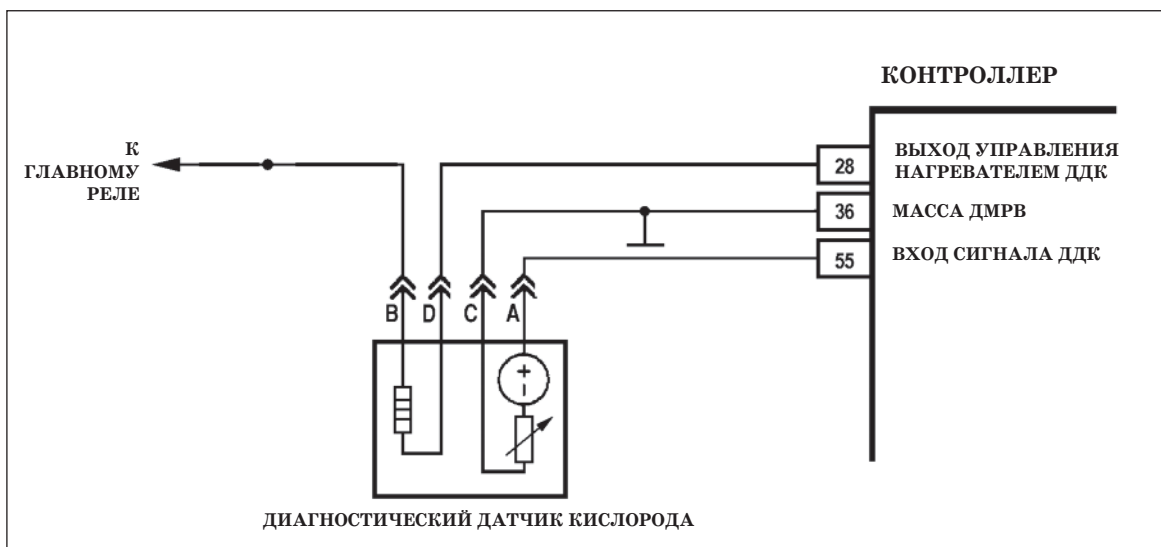 КОНТРОЛЛЕР
К
ГЛАВНОМУ
РЕЛЕ
28
ВЫХОД УПРАВЛЕНИЯ
НАГРЕВАТЕЛЕМ ДДК
36
МАССА ДМРВ
55
ВХОД СИГНАЛА ДДК
B D C A
+
−
ДИАГНОСТИЧЕСКИЙ ДАТЧИК КИСЛОРОДА